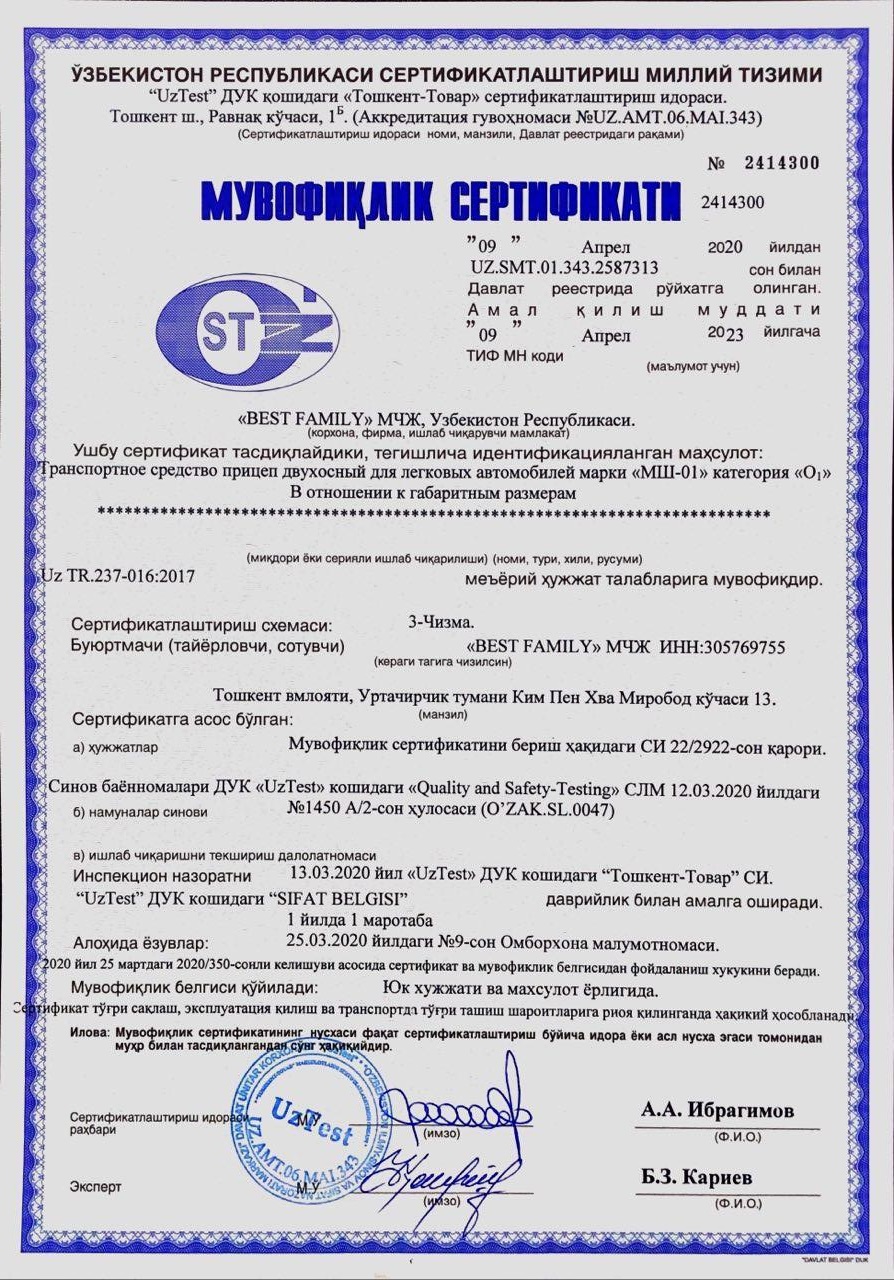 ЎЗБЕКИСТОН РЕСПУБЛИКАСИ СЕРТИФИКАТЛАШТИРИШ МИЛЛИЙ ТИЗИМИ
“UzTest” ДУК қошидаги «Тошкент-Товар» сертификатлаштириш идораси.
Тошкент ш., Равнақ кўчаси, 1Б. (Аккредитация гувоҳномаси №UZ.AMT.06.MAI.343)
(Сертификатлаштириш идораси номи, манзили, Давлат реестридаги рақами)
№ 2414300
МУВОФИҚЛИК СЕРТИФИКАТИ 2414300
”09 ” Апрел 2020 йилдан
UZ.SMT.01.343.2587313 сон билан
Давлат реестрида рўйхатга олинган.
Амал қилиш муддати
”09 ” Апрел 2023 йилгача
ТИФ МН коди
(маълумот учун)
ST
«BEST FAMILY» МЧЖ, Узбекистон Республикаси.
(корхона, фирма, ишлаб чиқарувчи мамлакат)
Ушбу сертификат тасдиқлайдики, тегишлича идентификацияланган маҳсулот:
Транспортное средство прицеп двухосный для легковых автомобилей марки «МШ-01» категория «О₁»
В отношении к габаритным размерам
***************************************************************************
(миқдори ёки серияли ишлаб чиқарилиши) (номи, тури, хили, русуми)
Uz TR.237-016:2017 меъёрий ҳужжат талабларига мувофиқдир.
Сертификатлаштириш схемаси: 3-Чизма.
Буюртмачи (тайёрловчи, сотувчи) «BEST FAMILY» МЧЖ ИНН:305769755
(кераги тагига чизилсин)
Тошкент вмлояти, Уртачирчик тумани Ким Пен Хва Миробод кўчаси 13.
(манзил)
Сертификатга асос бўлган:
а) ҳужжатлар Мувофиқлик сертификатини бериш ҳақидаги СИ 22/2922-сон қарори.
Синов баённомалари ДУК «UzTest» кошидаги «Quality and Safety-Testing» СЛМ 12.03.2020 йилдаги
б) намуналар синови №1450 А/2-сон ҳулосаси (O’ZAK.SL.0047)
в) ишлаб чиқаришни текшириш далолатномаси
Инспекцион назоратни 13.03.2020 йил «UzTest» ДУК кошидаги “Тошкент-Товар” СИ.
“UzTest” ДУК кошидаги “SIFAT BELGISI” даврийлик билан амалга оширади.
1 йилда 1 маротаба
Алоҳида ёзувлар: 25.03.2020 йилдаги №9-сон Омборхона малумотномаси.
2020 йил 25 мартдаги 2020/350-сонли келишуви асосида сертификат ва мувофиклик белгисидан фойдаланиш хукукини беради.
Мувофиқлик белгиси қўйилади: Юк хужжати ва махсулот ёрлигида.
Сертификат тўғри сақлаш, эксплуатация қилиш ва транспортда тўғри ташиш шароитларига риоя қилинганда ҳақикий ҳособланади.
Илова: Мувофиқлик сертификатининг нусхаси фақат сертификатлаштириш бўйича идора ёки асл нусха эгаси томонидан
муҳр билан тасдиқлангандан сўнг ҳақиқийдир.
Сертификатлаштириш идораси
раҳбари
М.У.
(имзо)
А.А. Ибрагимов
(Ф.И.О.)
UzTest
UZ.AMT.06.MAI.343
Эксперт
М.У.
(имзо)
Б.З. Кариев
(Ф.И.О.)
"DAVLAT BELGISI" DUK